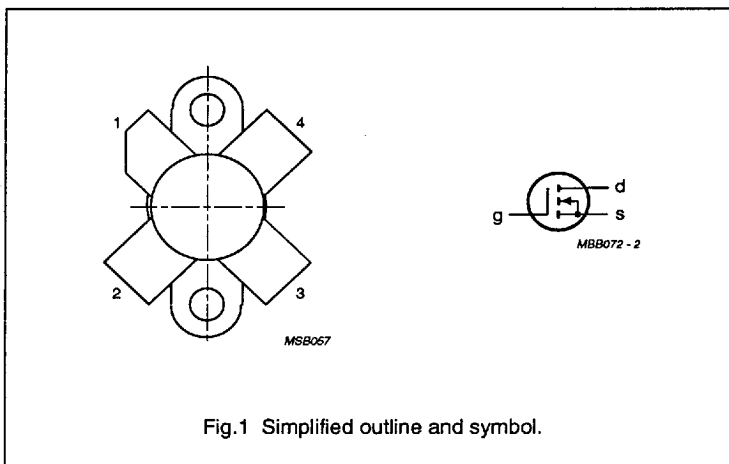 1
4
d
g
s
MBB072 - 2
2
3
MSB057
Fig.1 Simplified outline and symbol.